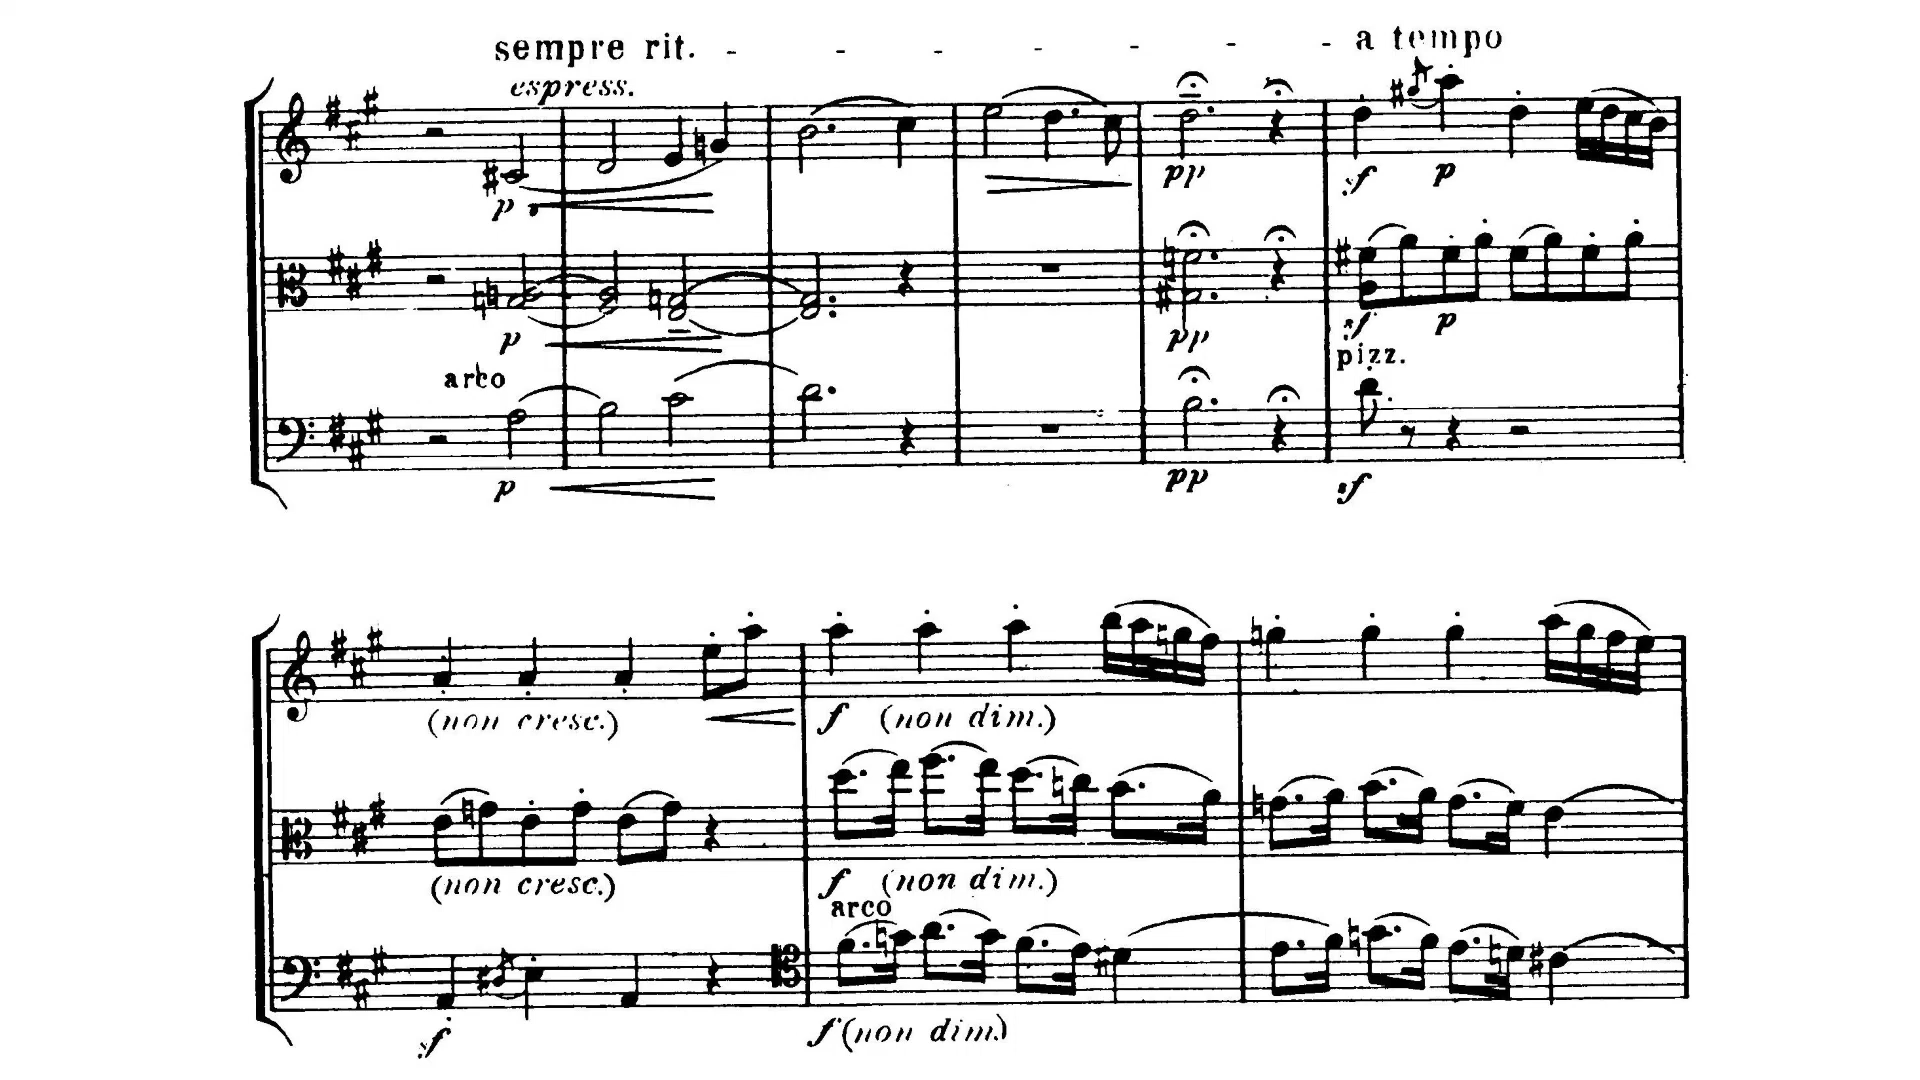 sempre rit. - - - - - - - a tempo
espress.
p pp sf p
p pp sf p
arco pizz.
p pp sf
(non cresc.) f (non dim.)
(non cresc.) f (non dim.)
arco
sf f (non dim.)